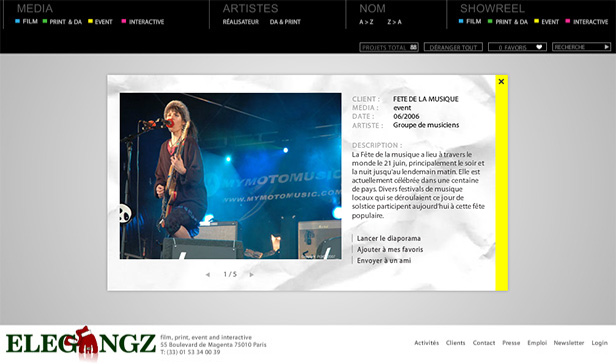 MEDIA
FILM PRINT & DA EVENT INTERACTIVE
ARTISTES
RÉALISATEUR DA & PRINT
NOM
A > Z Z > A
SHOWREEL
FILM PRINT & DA EVENT INTERACTIVE
PROJETS TOTAL 88
DÉRANGER TOUT
0 FAVORIS
RECHERCHE
CLIENT : FETE DE LA MUSIQUE
MEDIA : event
DATE : 06/2006
ARTISTE : Groupe de musiciens
DESCRIPTION :
La Fête de la musique a lieu à travers le
monde le 21 juin, principalement le soir et
la nuit jusqu'au lendemain matin. Elle est
actuellement célébrée dans une centaine
de pays. Divers festivals de musique
locaux qui se déroulaient ce jour de
solstice participent aujourd'hui à cette fête
populaire.
Lancer le diaporama
Ajouter à mes favoris
Envoyer à un ami
WWW.MYMOTOMUSIC.COM
MYMOTOMUSIC.COM
1 / 5
ELEGANGZ
film, print, event and interactive
55 Boulevard de Magenta 75010 Paris
T: (33) 01 53 34 00 39
Activités Clients Contact Presse Emploi Newsletter Login